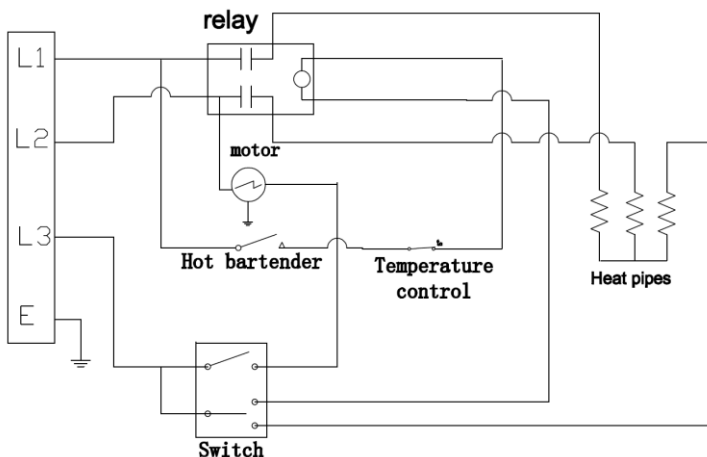 relay
L1
L2
motor
L3
Hot bartender
Temperature
control
Heat pipes
E
Switch